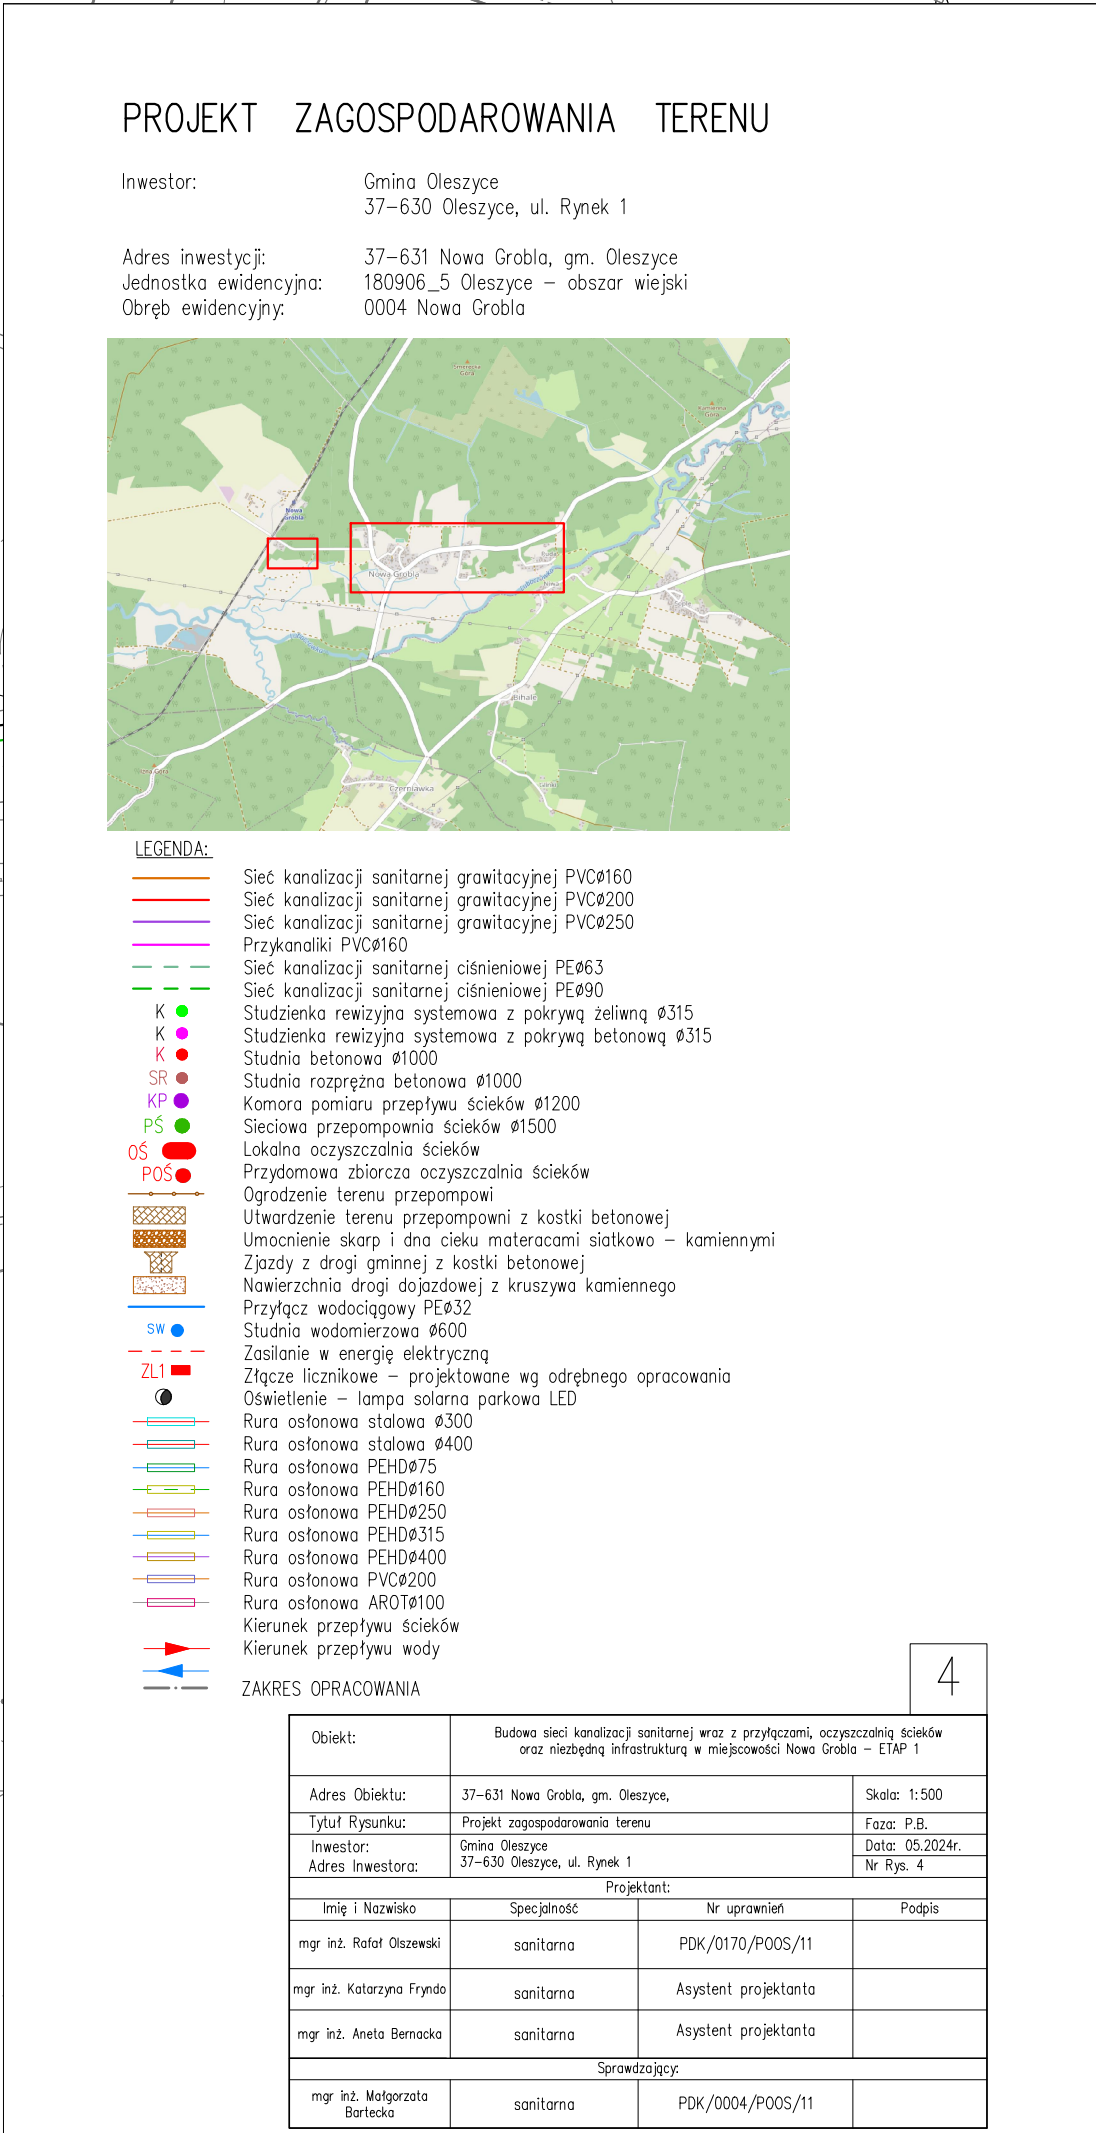 PROJEKT ZAGOSPODAROWANIA TERENU
Inwestor: Gmina Oleszyce
37-630 Oleszyce, ul. Rynek 1
Adres inwestycji: 37-631 Nowa Grobla, gm. Oleszyce
Jednostka ewidencyjna: 180906_5 Oleszyce - obszar wiejski
Obręb ewidencyjny: 0004 Nowa Grobla
Kamienna
Góra
Nowa
Grobla
Nowa Grobla
Ruda
Bihale
Czerniawka
LEGENDA:
Sieć kanalizacji sanitarnej grawitacyjnej PVCø160
Sieć kanalizacji sanitarnej grawitacyjnej PVCø200
Sieć kanalizacji sanitarnej grawitacyjnej PVCø250
Przykanaliki PVCø160
Sieć kanalizacji sanitarnej ciśnieniowej PEø63
Sieć kanalizacji sanitarnej ciśnieniowej PEø90
K Studzienka rewizyjna systemowa z pokrywą żeliwną ø315
K Studzienka rewizyjna systemowa z pokrywą betonową ø315
K Studnia betonowa ø1000
SR Studnia rozprężna betonowa ø1000
KP Komora pomiaru przepływu ścieków ø1200
PŚ Sieciowa przepompownia ścieków ø1500
OŚ Lokalna oczyszczalnia ścieków
POŚ Przydomowa zbiorcza oczyszczalnia ścieków
Ogrodzenie terenu przepompowi
Utwardzenie terenu przepompowni z kostki betonowej
Umocnienie skarp i dna cieku materacami siatkowo - kamiennymi
Zjazdy z drogi gminnej z kostki betonowej
Nawierzchnia drogi dojazdowej z kruszywa kamiennego
Przyłącz wodociągowy PEø32
SW Studnia wodomierzowa ø600
Zasilanie w energię elektryczną
ZL1 Złącze licznikowe - projektowane wg odrębnego opracowania
Oświetlenie - lampa solarna parkowa LED
Rura osłonowa stalowa ø300
Rura osłonowa stalowa ø400
Rura osłonowa PEHDø75
Rura osłonowa PEHDø160
Rura osłonowa PEHDø250
Rura osłonowa PEHDø315
Rura osłonowa PEHDø400
Rura osłonowa PVCø200
Rura osłonowa AROTø100
Kierunek przepływu ścieków
Kierunek przepływu wody
ZAKRES OPRACOWANIA
4
Obiekt: Budowa sieci kanalizacji sanitarnej wraz z przyłączami, oczyszczalnią ścieków
oraz niezbędną infrastrukturą w miejscowości Nowa Grobla - ETAP 1
Adres Obiektu: 37-631 Nowa Grobla, gm. Oleszyce, Skala: 1:500
Tytuł Rysunku: Projekt zagospodarowania terenu Faza: P.B.
Inwestor: Gmina Oleszyce Data: 05.2024r.
Adres Inwestora: 37-630 Oleszyce, ul. Rynek 1 Nr Rys. 4
Projektant:
Imię i Nazwisko Specjalność Nr uprawnień Podpis
mgr inż. Rafał Olszewski sanitarna PDK/0170/POOS/11
mgr inż. Katarzyna Fryndo sanitarna Asystent projektanta
mgr inż. Aneta Bernacka sanitarna Asystent projektanta
Sprawdzający:
mgr inż. Małgorzata
Bartecka sanitarna PDK/0004/POOS/11